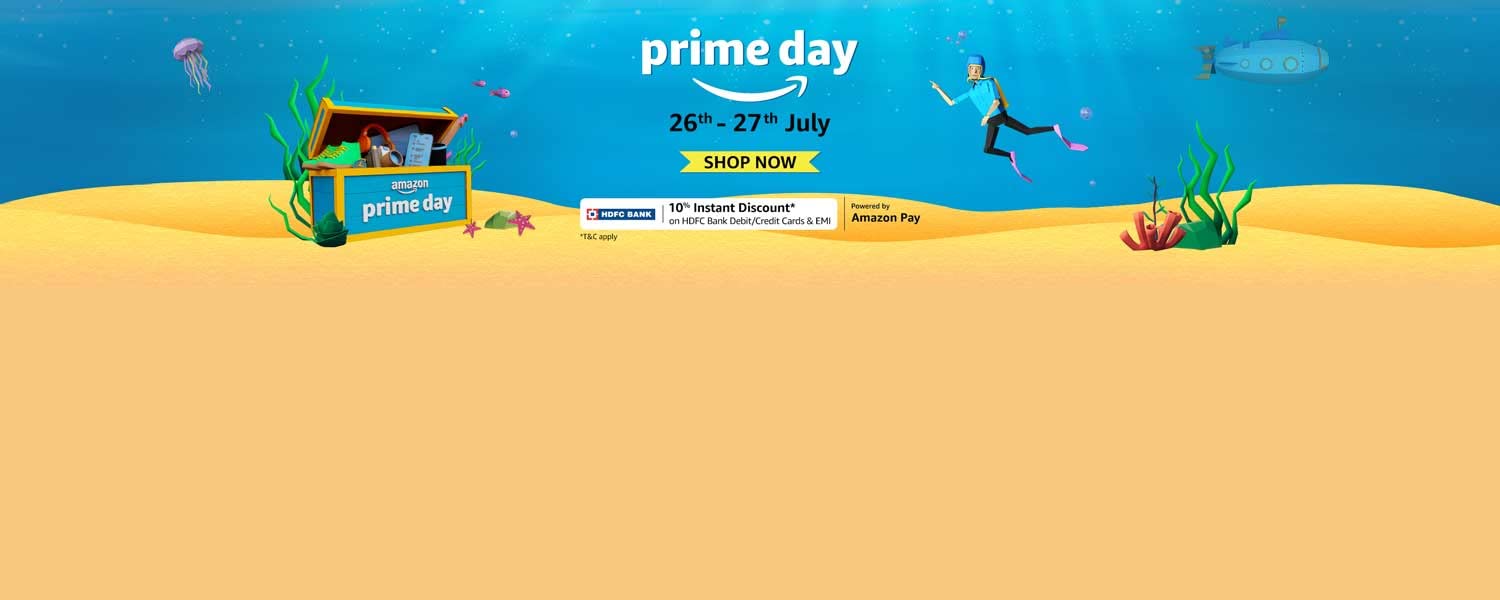 prime day
26th - 27th July
SHOP NOW
amazon
prime day
HDFC BANK
10% Instant Discount*
on HDFC Bank Debit/Credit Cards & EMI
Powered by
Amazon Pay
*T&C apply